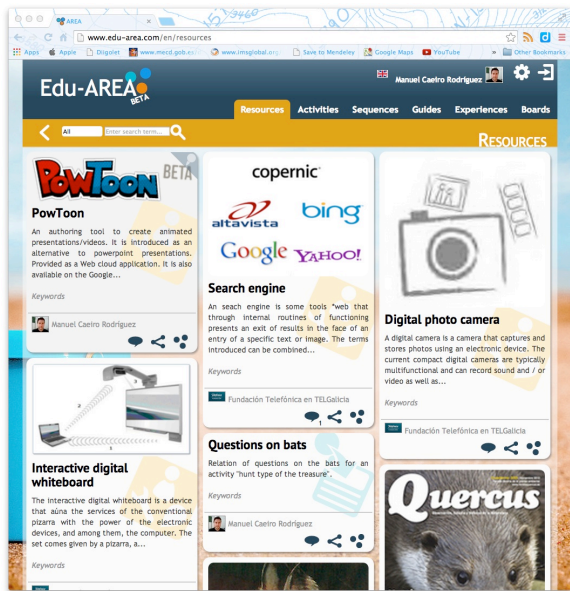 AREA
www.edu-area.com/en/resources
Apps Apple Diigolet www.mecd.gob.es www.imsglobal.org Save to Mendeley Google Maps YouTube » Other Bookmarks
Edu-AREA
BETA
Manuel Caeiro Rodríguez
Resources Activities Sequences Guides Experiences Boards
All Enter search term...
RESOURCES
PowToon BETA
PowToon
An authoring tool to create animated
presentations/videos. It is introduced as an
alternative to powerpoint presentations.
Provided as a Web cloud application. It is also
available on the Google...
Keywords
Manuel Caeiro Rodríguez
Interactive digital
whiteboard
The interactive digital whiteboard is a device
that aúna the services of the conventional
pizarra with the power of the electronic
devices, and among them, the computer. The
set comes given by a pizarra, a...
Keywords
copernic
altavista bing
Google YAHOO!
Search engine
An seach engine is some tools "web that
through internal routines of functioning
presents an exit of results in the face of an
entry of a specific text or image. The terms
introduced can be combined...
Keywords
Fundación Telefónica en TELGalicia
1
Questions on bats
Relation of questions on the bats for an
activity "hunt type of the treasure".
Keywords
Manuel Caeiro Rodríguez
Digital photo camera
A digital camera is a camera that captures and
stores photos using an electronic device. The
current compact digital cameras are typically
multifunctional and can record sound and / or
video as well as...
Keywords
Fundación Telefónica en TELGalicia
Quercus